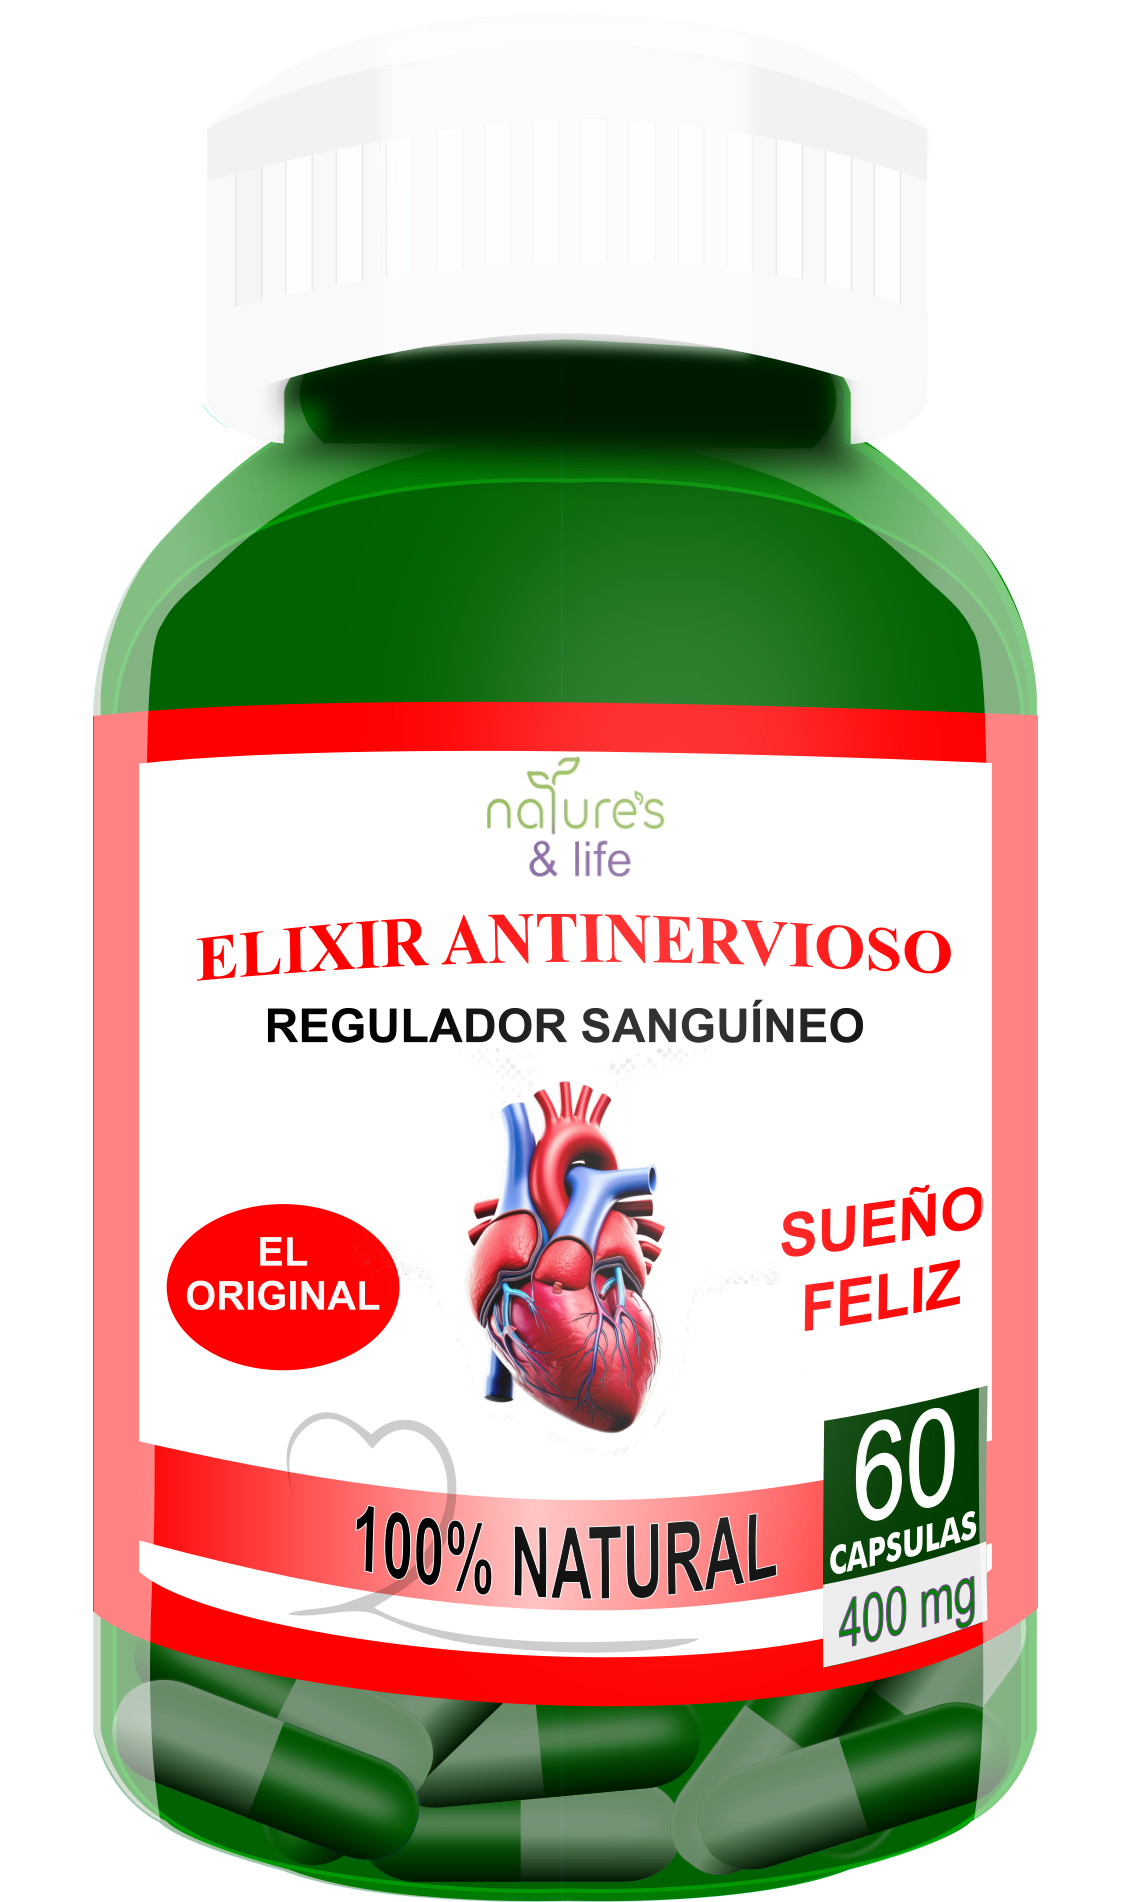 nature's
& life
ELIXIR ANTINERVIOSO
REGULADOR SANGUÍNEO
EL
ORIGINAL
SUEÑO
FELIZ
100% NATURAL
60
CAPSULAS
400 mg